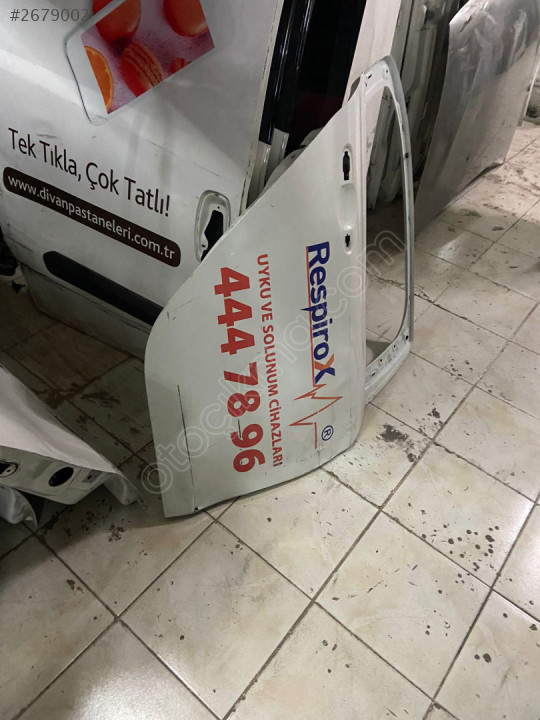 #2679002
Tek Tıkla, Çok Tatlı!
www.divanpastaneleri.com.tr
RespiroX ®
UYKU VE SOLUNUM CİHAZLARI
444 78 96